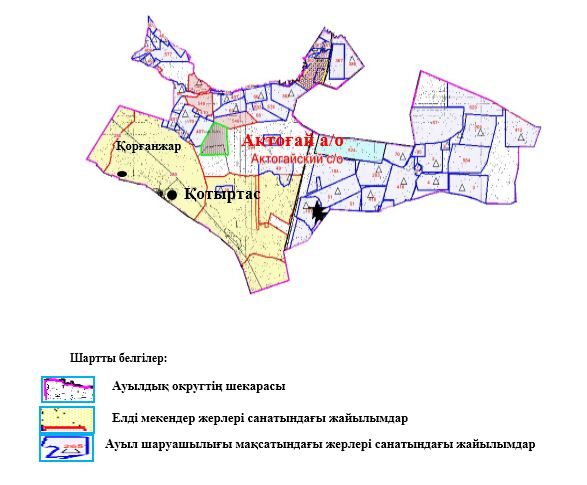 Қорғанжар
Актоғай а/о
Актогайский с/о
Қотыртас
Шартты белгілер:
Ауылдық округтің шекарасы
Елді мекендер жерлері санатындағы жайылымдар
Ауыл шаруашылығы мақсатындағы жерлері санатындағы жайылымдар